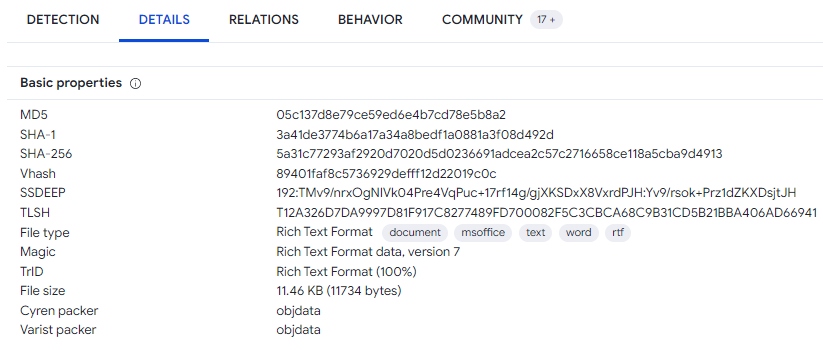 DETECTION DETAILS RELATIONS BEHAVIOR COMMUNITY 17 +
Basic properties
MD5 05c137d8e79ce59ed6e4b7cd78e5b8a2
SHA-1 3a41de3774b6a17a34a8bedf1a0881a3f08d492d
SHA-256 5a31c77293af2920d7020d5d0236691adcea2c57c2716658ce118a5cba9d4913
Vhash 89401faf8c5736929defff12d22019c0c
SSDEEP 192:TMv9/nrxOgNIVk04Pre4VqPuc+17rf14g/gjXKSDxX8VxrdPJH:Yv9/rsok+Prz1dZKXDsjtJH
TLSH T12A326D7DA9997D81F917C8277489FD700082F5C3CBCA68C9B31CD5B21BBA406AD66941
File type Rich Text Format document msoffice text word rtf
Magic Rich Text Format data, version 7
TrID Rich Text Format (100%)
File size 11.46 KB (11734 bytes)
Cyren packer objdata
Varist packer objdata